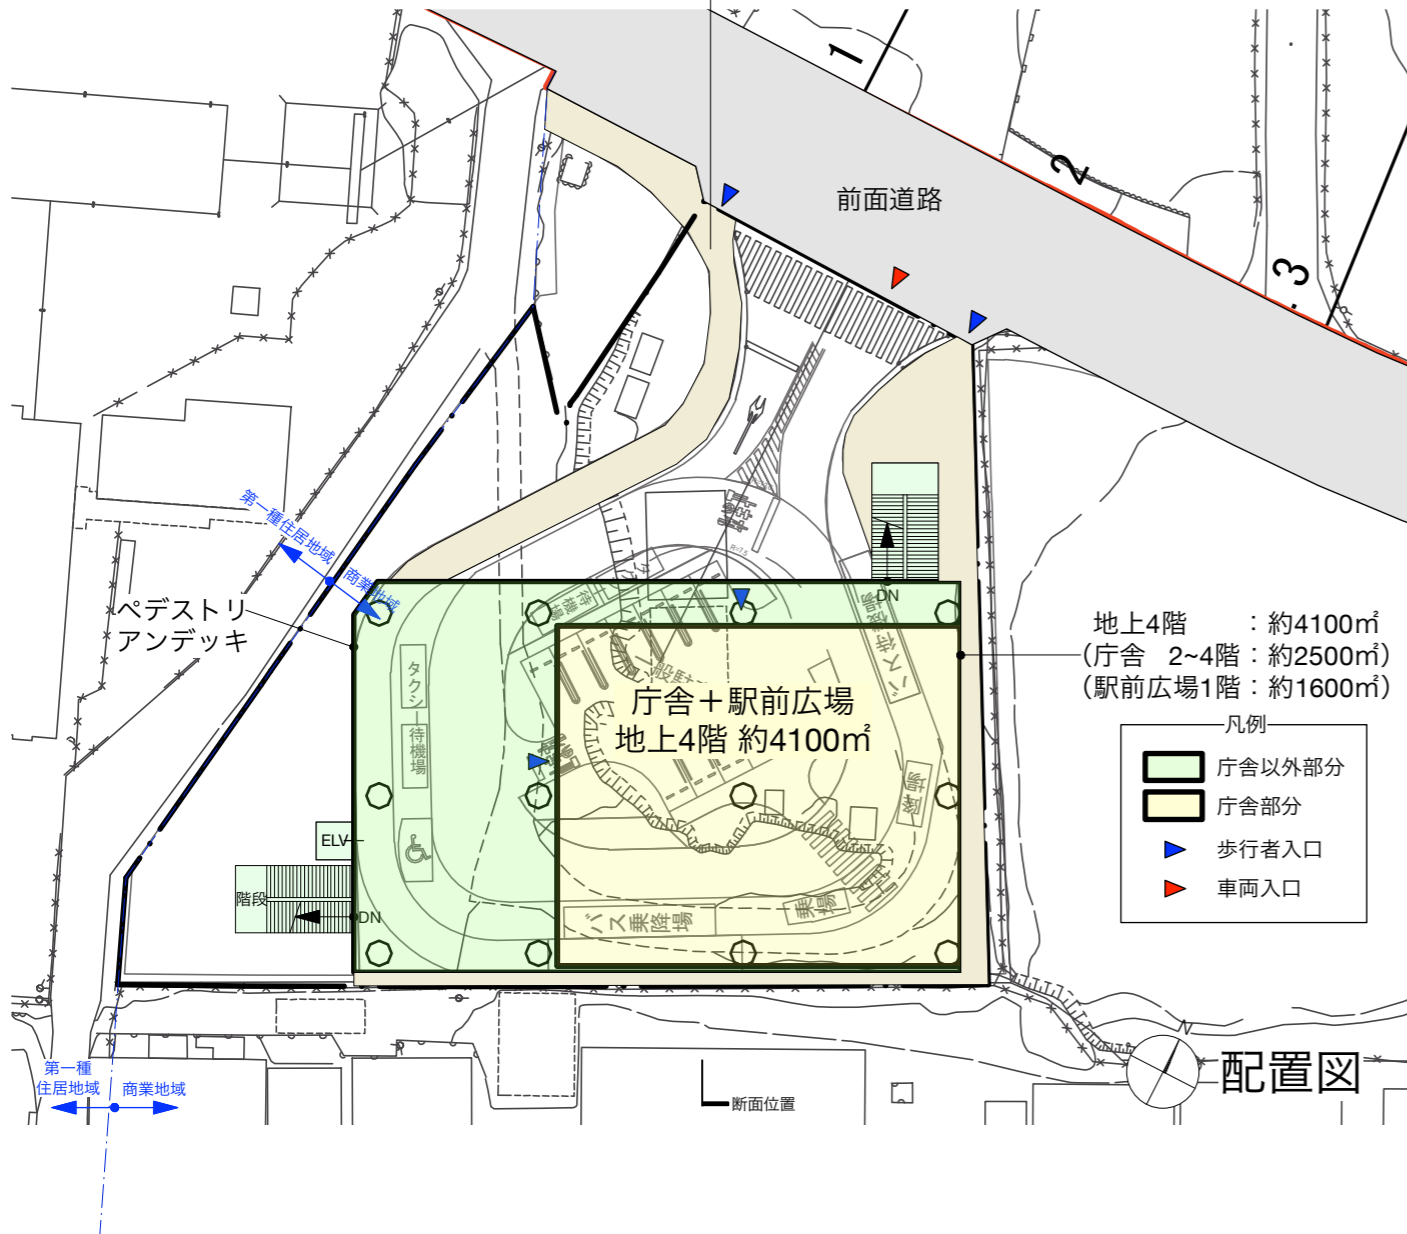 1
2
3
前面道路
第一種住居地域
商業地域
ペデストリ
アンデッキ
地上4階 ：約4100㎡
（庁舎 2~4階：約2500㎡）
（駅前広場1階：約1600㎡）
凡例
庁舎以外部分
庁舎部分
歩行者入口
車両入口
庁舎＋駅前広場
地上4階 約4100㎡
DN
R=15
タクシー待機場
降場
乗場
バス乗降場
ELV
階段
DN
第一種
住居地域
商業地域
断面位置
N
配置図